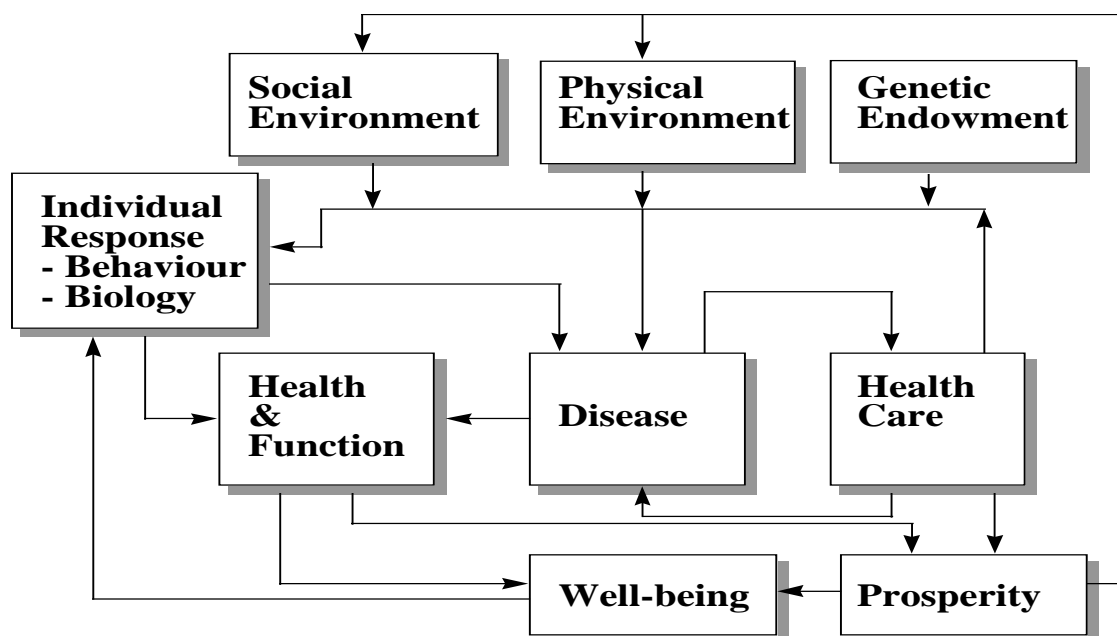 Social
Environment
Physical
Environment
Genetic
Endowment
Individual
Response
- Behaviour
- Biology
Health
&
Function
Disease
Health
Care
Well-being
Prosperity